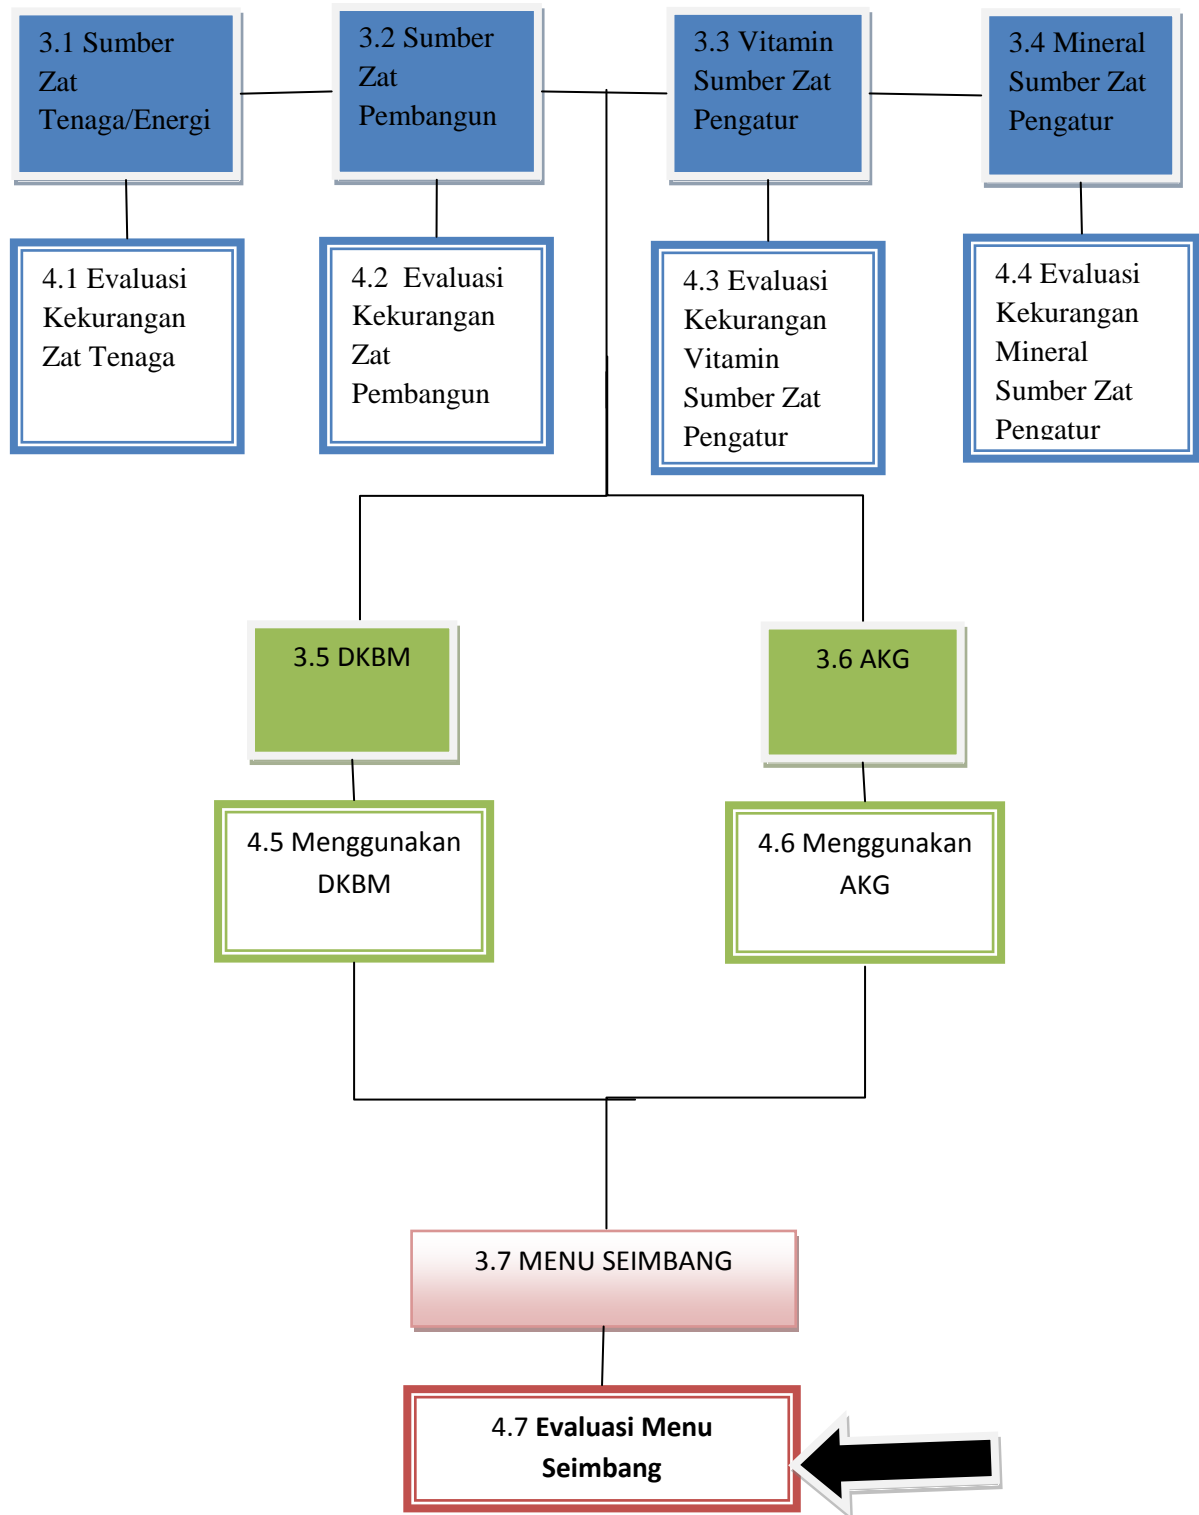 3.1 Sumber
Zat
Tenaga/Energi
3.2 Sumber
Zat
Pembangun
3.3 Vitamin
Sumber Zat
Pengatur
3.4 Mineral
Sumber Zat
Pengatur
4.1 Evaluasi
Kekurangan
Zat Tenaga
4.2 Evaluasi
Kekurangan
Zat
Pembangun
4.3 Evaluasi
Kekurangan
Vitamin
Sumber Zat
Pengatur
4.4 Evaluasi
Kekurangan
Mineral
Sumber Zat
Pengatur
3.5 DKBM
3.6 AKG
4.5 Menggunakan
DKBM
4.6 Menggunakan
AKG
3.7 MENU SEIMBANG
4.7 Evaluasi Menu
Seimbang